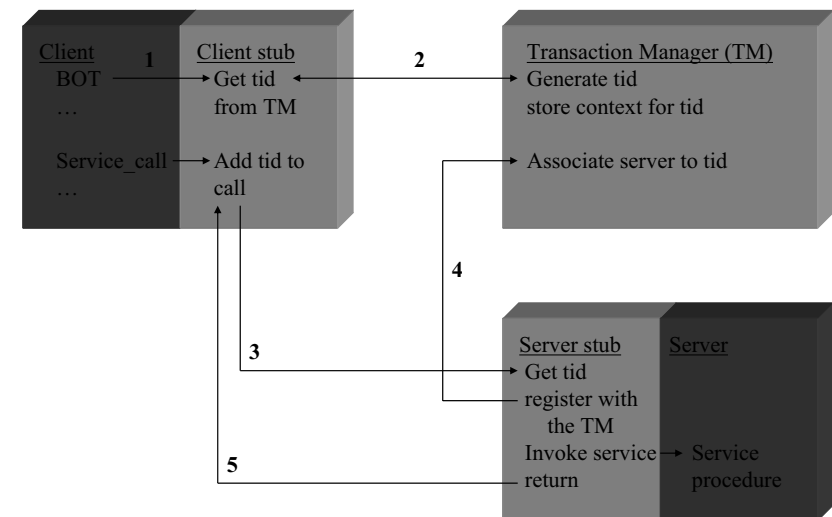 Client
BOT
…
Service_call
…
1
Client stub
Get tid
from TM
Add tid to
call
2
Transaction Manager (TM)
Generate tid
store context for tid
Associate server to tid
3
4
5
Server stub
Get tid
register with
the TM
Invoke service
return
Server
Service
procedure